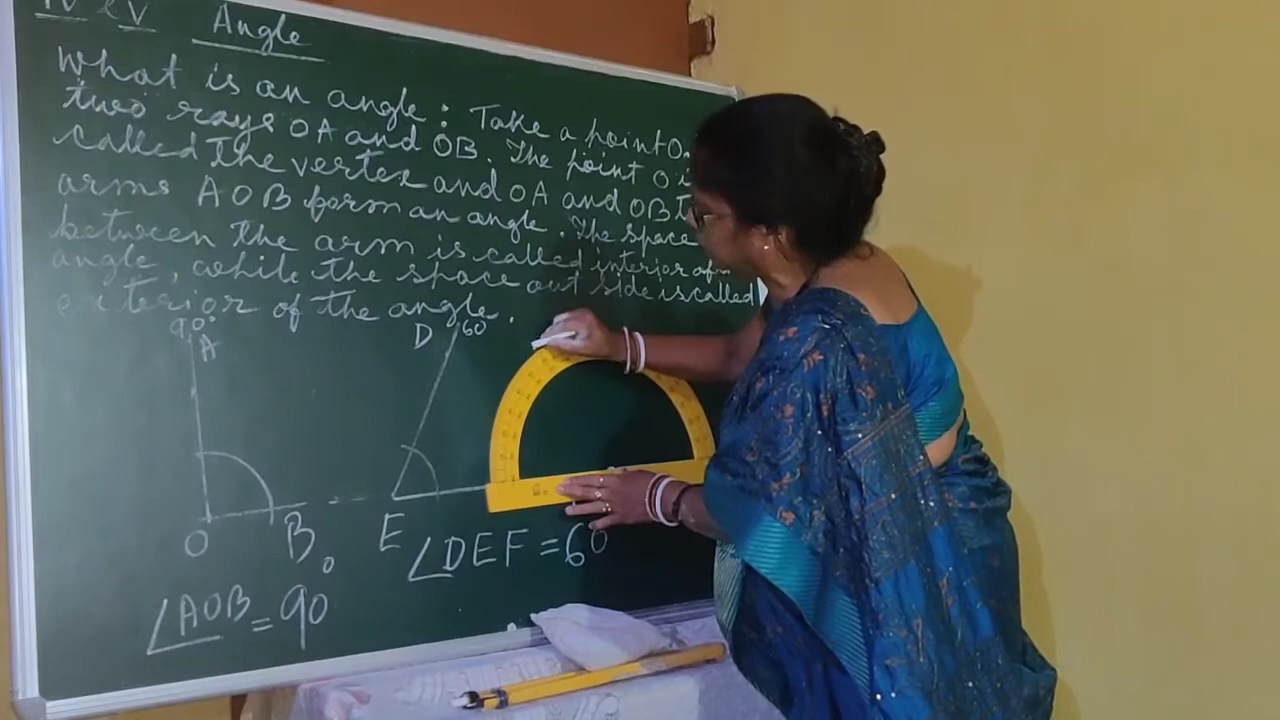 IV & V
Angle
What is an angle: Take a point O.
two rays OA and OB. The point O i
called the vertex and OA and OB t
arms AOB form an angle. The space
between the arm is called interior of
angle, while the space out side is called
exterior of the angle.
90°
A
D 60°
O B
E
∠DEF = 60
∠AOB = 90°